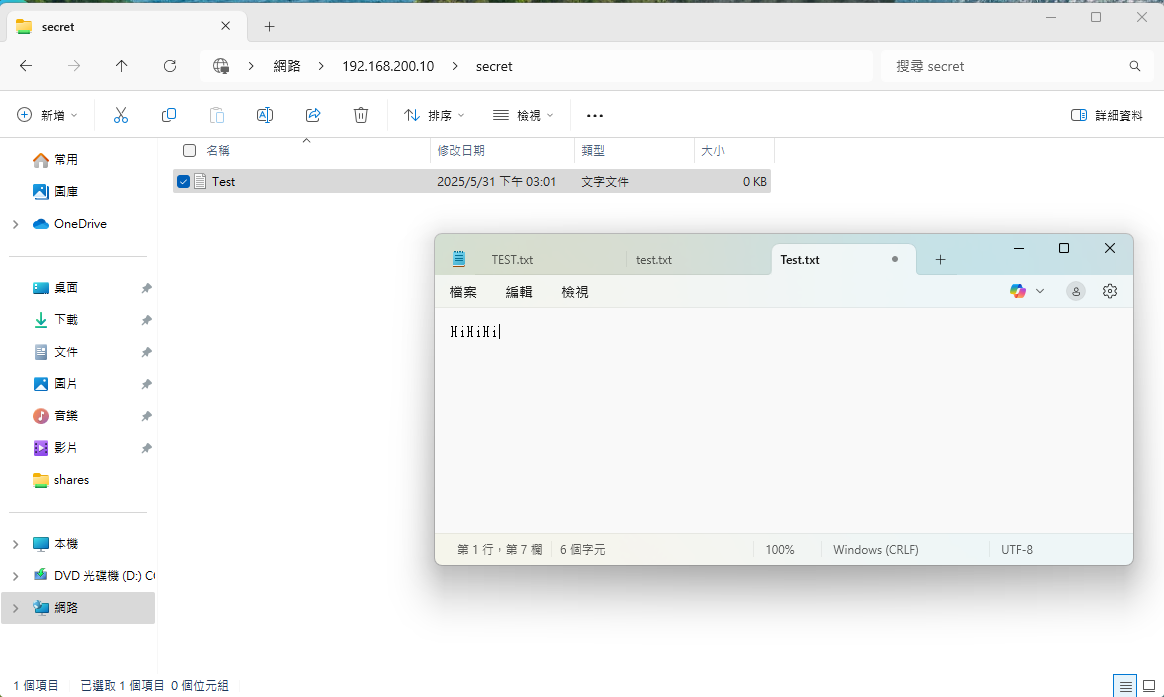 secret
網路 192.168.200.10 secret
搜尋 secret
新增 排序 檢視 ... 詳細資料
名稱 修改日期 類型 大小
Test 2025/5/31 下午 03:01 文字文件 0 KB
常用
圖庫
OneDrive
桌面
下載
文件
圖片
音樂
影片
shares
本機
DVD 光碟機 (D:) C
網路
TEST.txt test.txt Test.txt
檔案 編輯 檢視
HiHiHi
第 1 行，第 7 欄 6 個字元 100% Windows (CRLF) UTF-8
1 個項目 已選取 1 個項目 0 個位元組